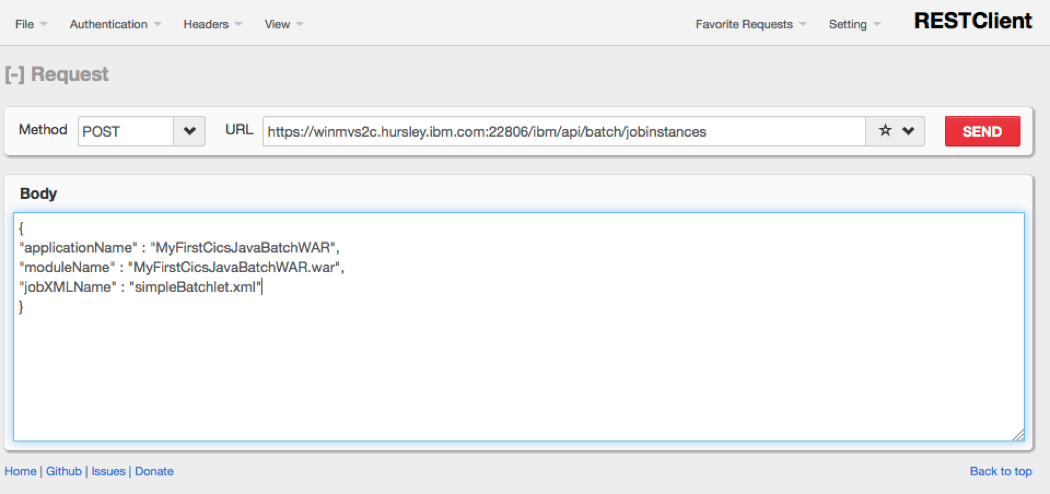 File Authentication Headers View Favorite Requests Setting RESTClient
[-] Request
Method POST URL https://winmvs2c.hursley.ibm.com:22806/ibm/api/batch/jobinstances SEND
Body
{
"applicationName" : "MyFirstCicsJavaBatchWAR",
"moduleName" : "MyFirstCicsJavaBatchWAR.war",
"jobXMLName" : "simpleBatchlet.xml"
}
Home | Github | Issues | Donate Back to top